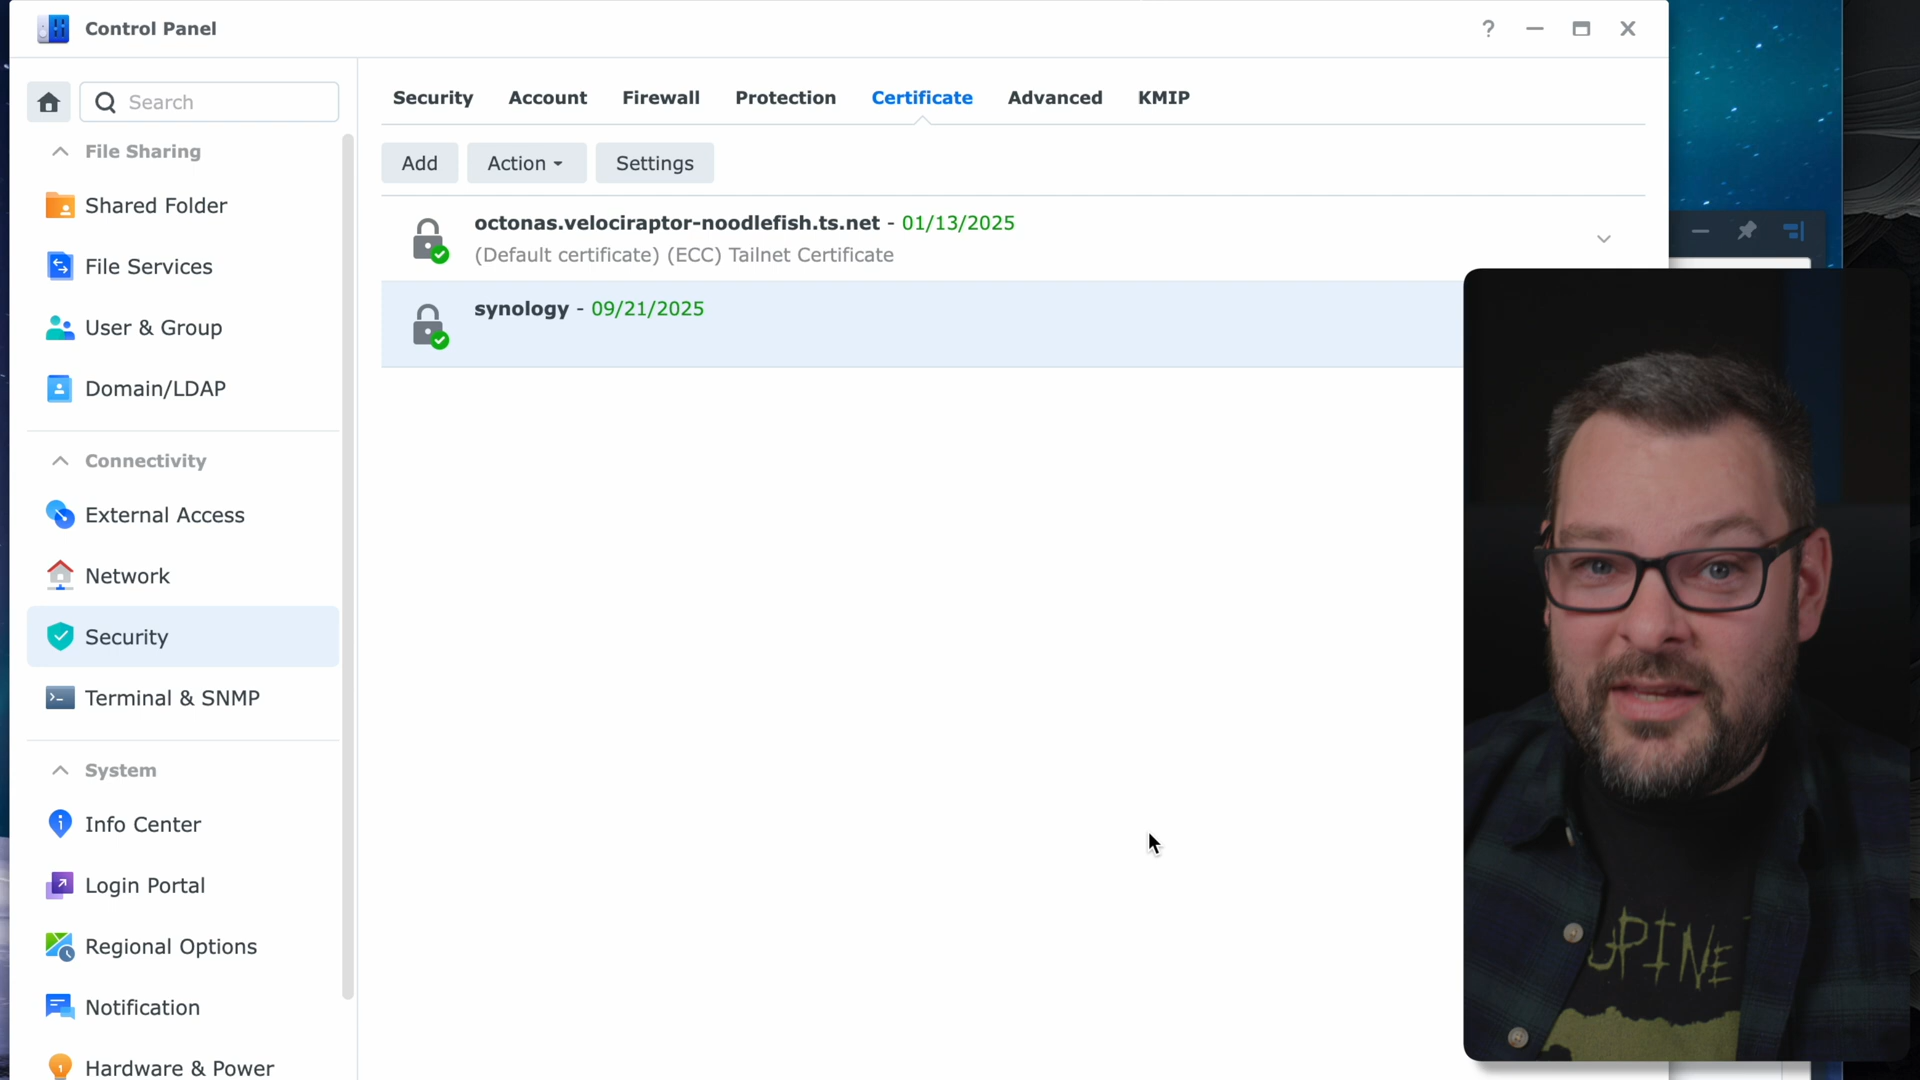 Control Panel
?
Search
File Sharing
Shared Folder
File Services
User & Group
Domain/LDAP
Connectivity
External Access
Network
Security
Terminal & SNMP
System
Info Center
Login Portal
Regional Options
Notification
Hardware & Power
Security Account Firewall Protection Certificate Advanced KMIP
Add Action Settings
octonas.velociraptor-noodlefish.ts.net - 01/13/2025
(Default certificate) (ECC) Tailnet Certificate
synology - 09/21/2025